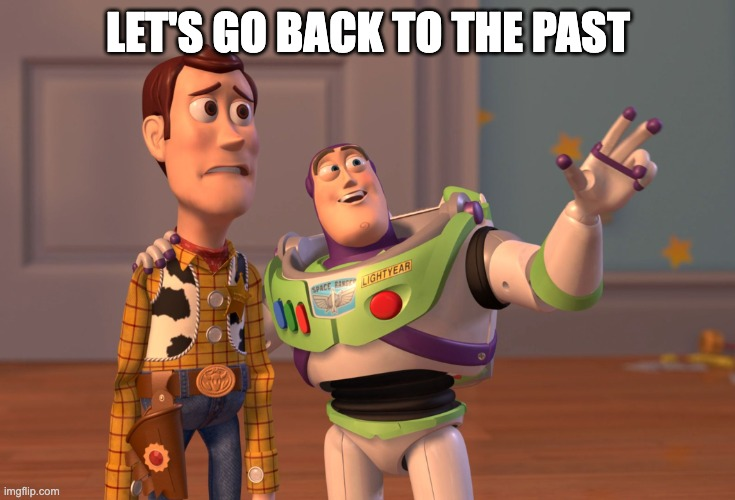 LET'S GO BACK TO THE PAST
SPACE RANGER
LIGHTYEAR
imgflip.com